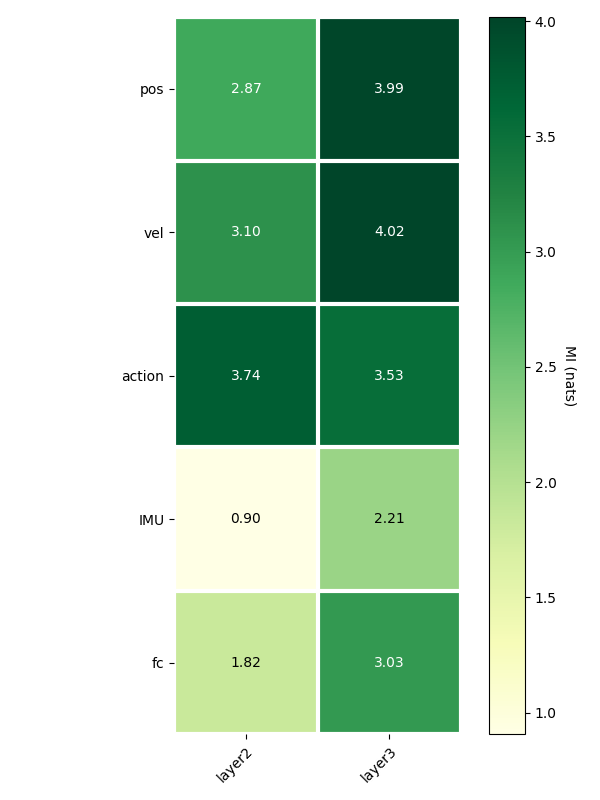 pos 2.87 3.99
vel 3.10 4.02
action 3.74 3.53
IMU 0.90 2.21
fc 1.82 3.03
layer2 layer3
4.0
3.5
3.0
2.5
2.0
1.5
1.0
MI (nats)